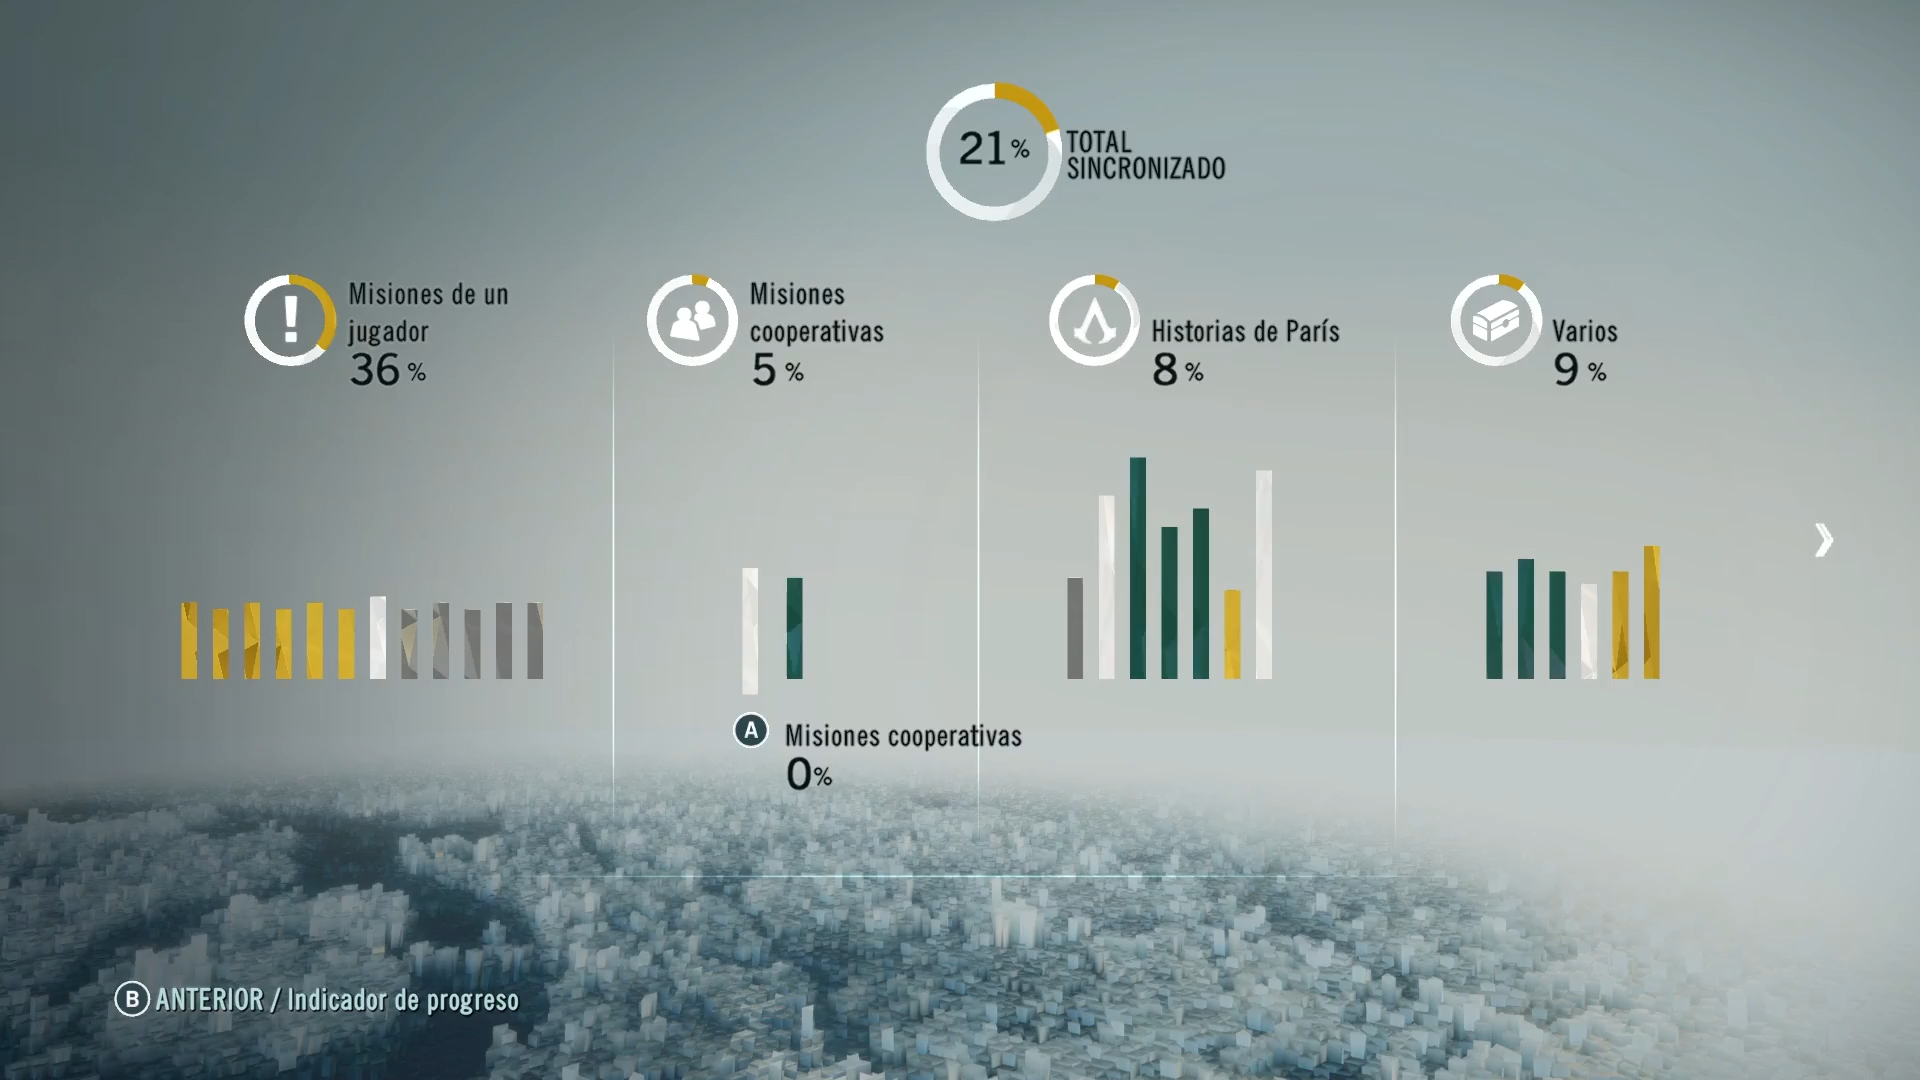 21%
TOTAL
SINCRONIZADO
Misiones de un
jugador
36 %
Misiones
cooperativas
5 %
Historias de París
8 %
Varios
9 %
A Misiones cooperativas
0%
B ANTERIOR / Indicador de progreso